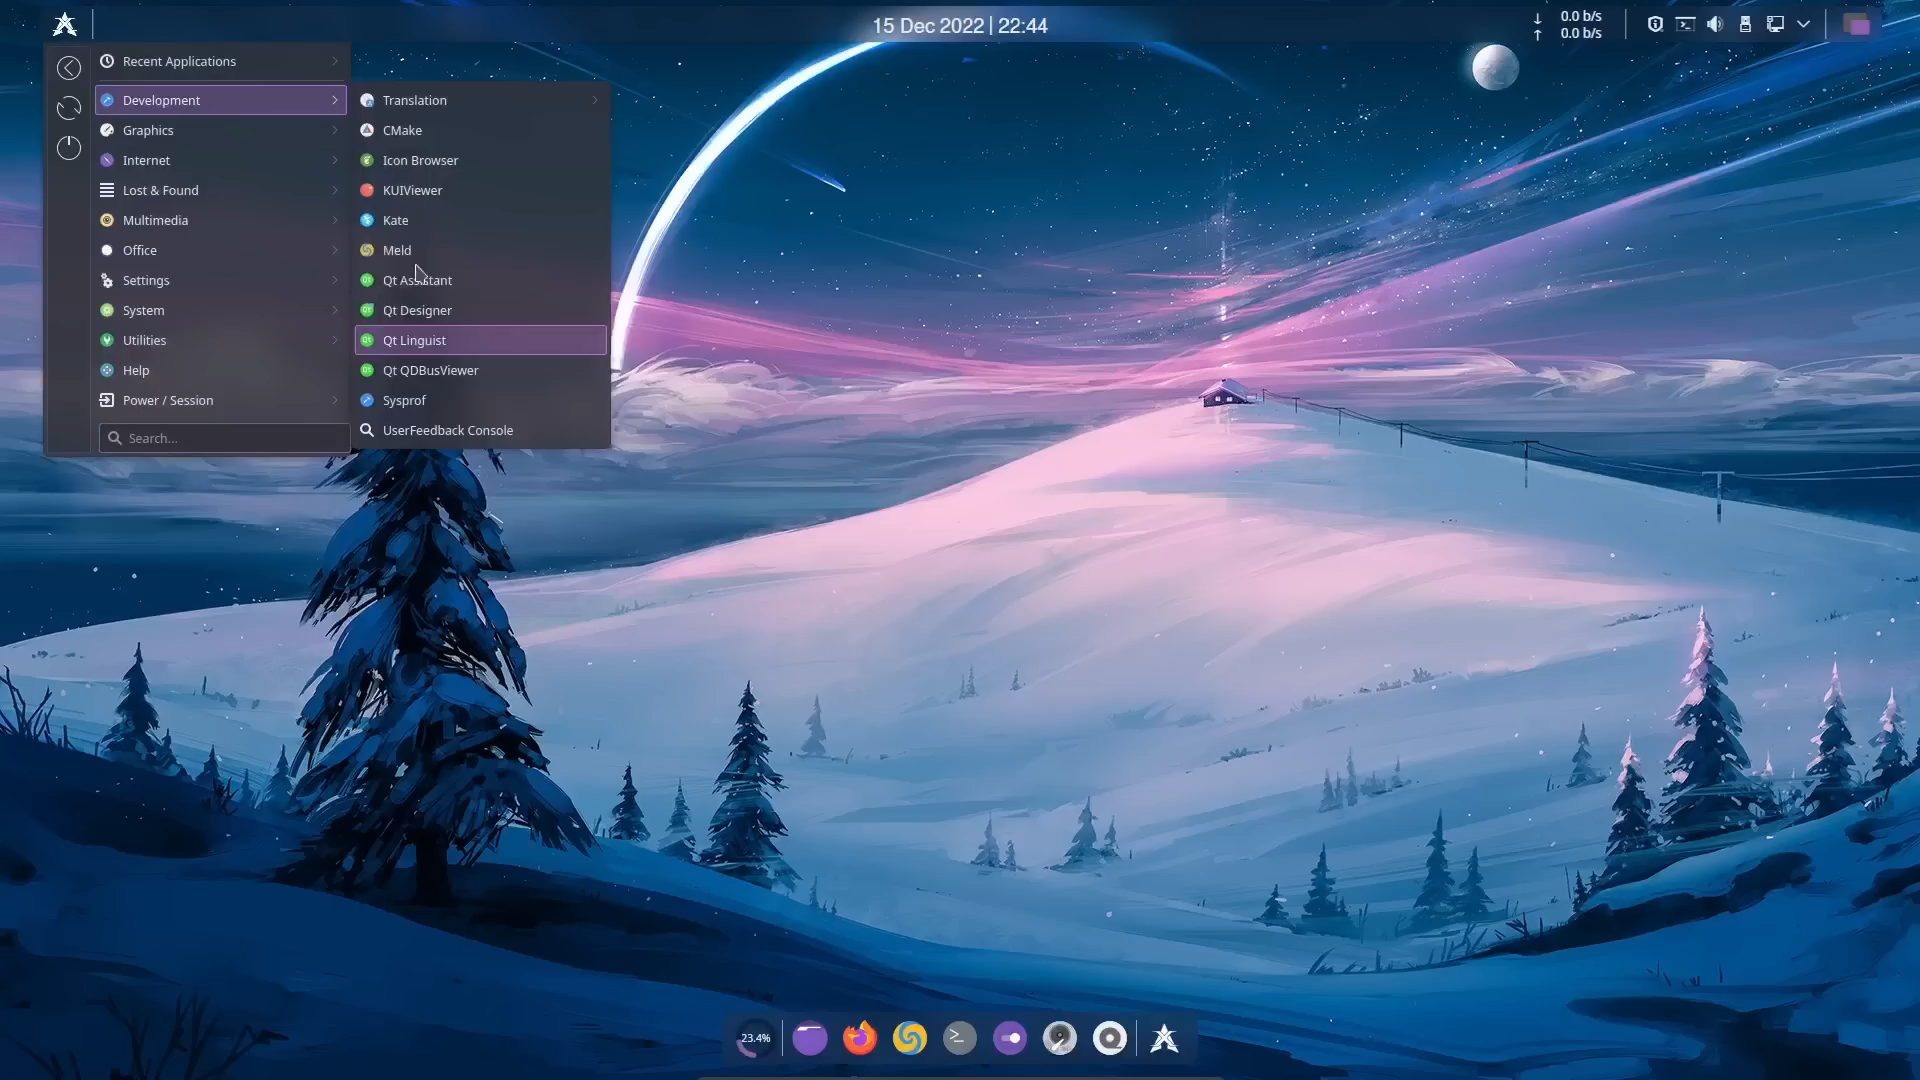 15 Dec 2022 | 22:44
0.0 b/s
0.0 b/s
Recent Applications
Development
Graphics
Internet
Lost & Found
Multimedia
Office
Settings
System
Utilities
Help
Power / Session
Search...
Translation
CMake
Icon Browser
KUIViewer
Kate
Meld
Qt Assistant
Qt Designer
Qt Linguist
Qt QDBusViewer
Sysprof
UserFeedback Console
23.4%